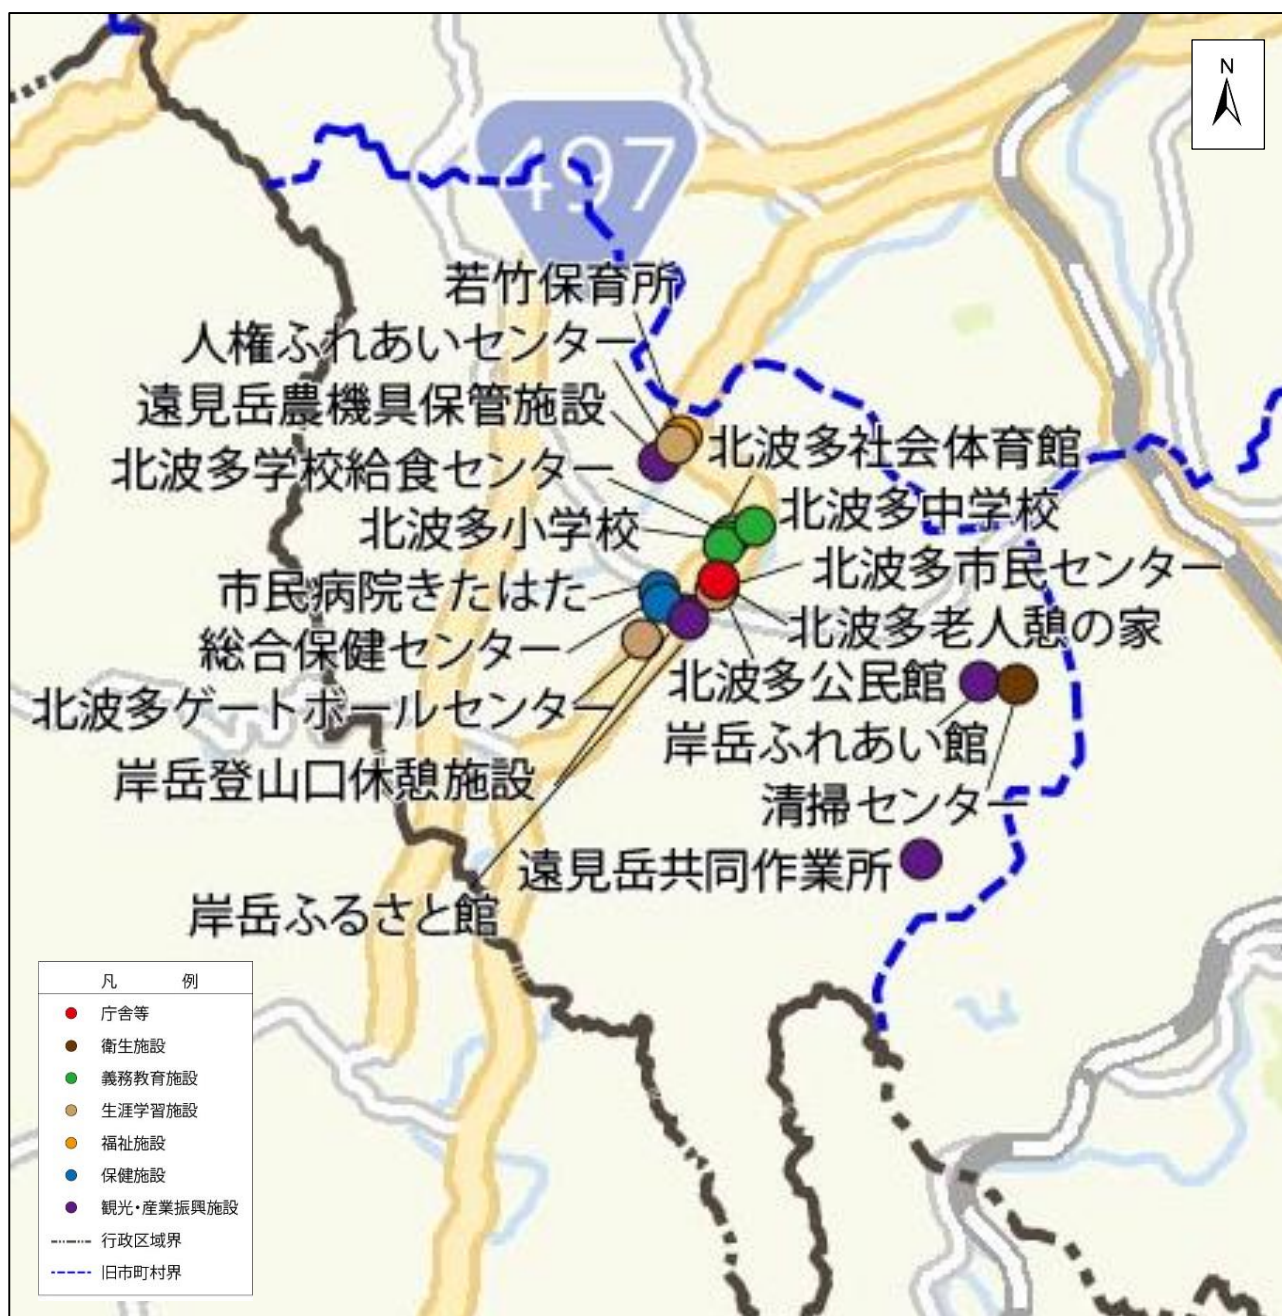 N
497
若竹保育所
人権ふれあいセンター
遠見岳農機具保管施設
北波多社会体育館
北波多学校給食センター
北波多中学校
北波多小学校
北波多市民センター
市民病院きたはた
北波多老人憩の家
総合保健センター
北波多公民館
北波多ゲートボールセンター
岸岳ふれあい館
岸岳登山口休憩施設
清掃センター
遠見岳共同作業所
岸岳ふるさと館
凡 例
庁舎等
衛生施設
義務教育施設
生涯学習施設
福祉施設
保健施設
観光・産業振興施設
行政区域界
旧市町村界